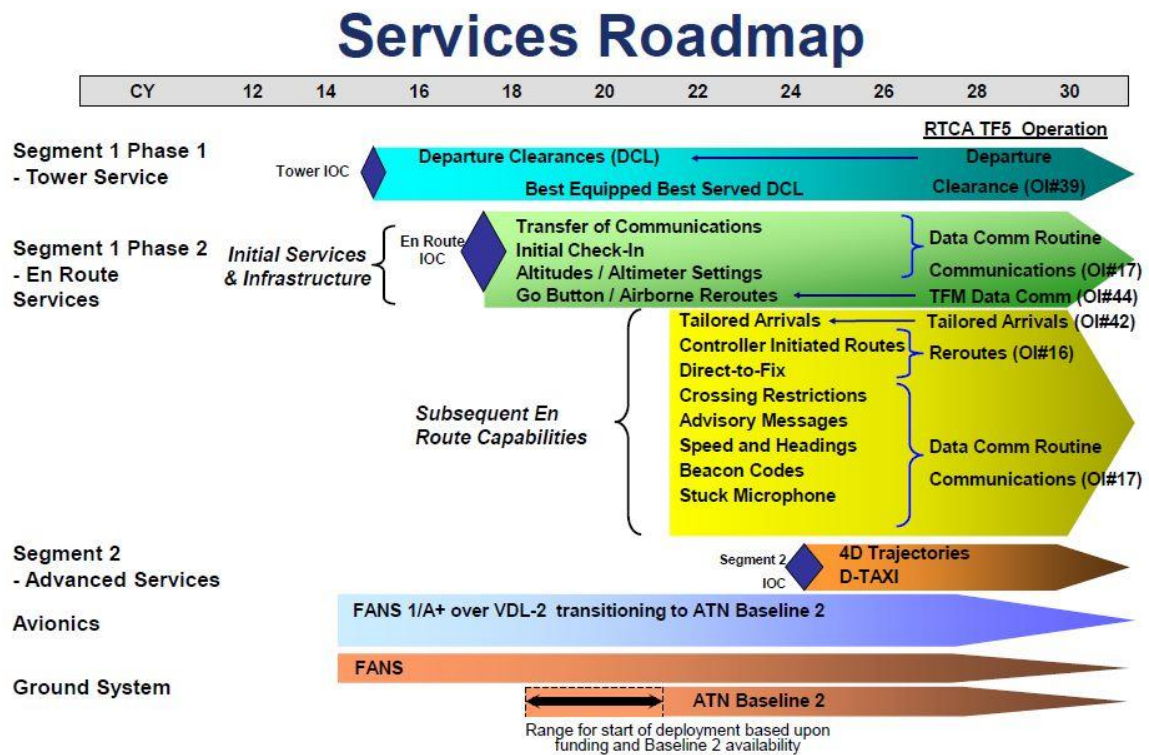 Services Roadmap
CY 12 14 16 18 20 22 24 26 28 30
RTCA TF5 Operation
Segment 1 Phase 1
- Tower Service
Tower IOC
Departure Clearances (DCL)
Best Equipped Best Served DCL
Departure
Clearance (OI#39)
Segment 1 Phase 2
- En Route
Services
Initial Services
& Infrastructure
En Route
IOC
Transfer of Communications
Initial Check-In
Altitudes / Altimeter Settings
Go Button / Airborne Reroutes
Data Comm Routine
Communications (OI#17)
TFM Data Comm (OI#44)
Subsequent En
Route Capabilities
Tailored Arrivals
Controller Initiated Routes
Direct-to-Fix
Crossing Restrictions
Advisory Messages
Speed and Headings
Beacon Codes
Stuck Microphone
Tailored Arrivals (OI#42)
Reroutes (OI#16)
Data Comm Routine
Communications (OI#17)
Segment 2
- Advanced Services
Segment 2
IOC
4D Trajectories
D-TAXI
Avionics
FANS 1/A+ over VDL-2 transitioning to ATN Baseline 2
Ground System
FANS
ATN Baseline 2
Range for start of deployment based upon
funding and Baseline 2 availability